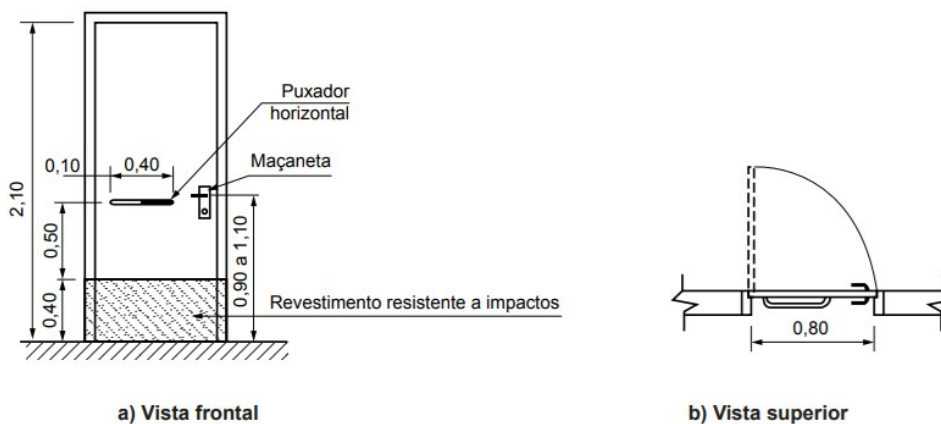 Puxador
horizontal
0,10
0,40
Maçaneta
2,10
0,50
0,90 a 1,10
0,40
Revestimento resistente a impactos
0,80
a) Vista frontal
b) Vista superior